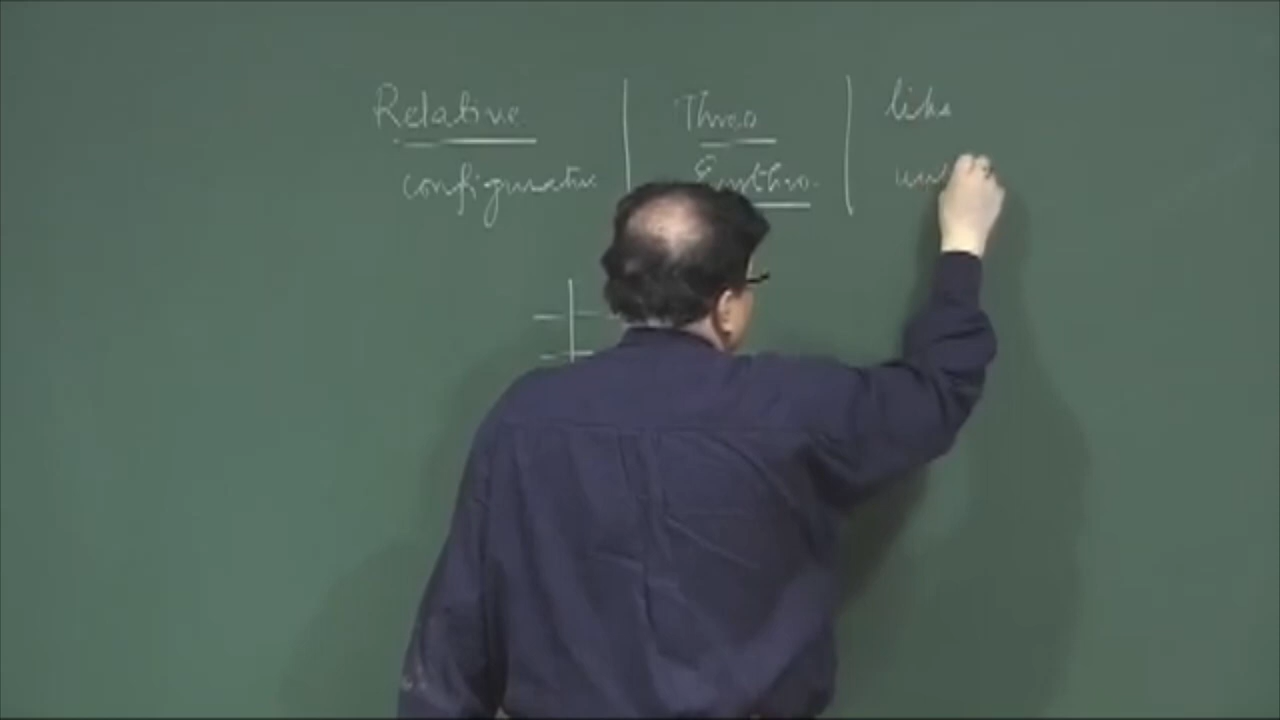 Relative
configuration
Threo
Erythro.
like